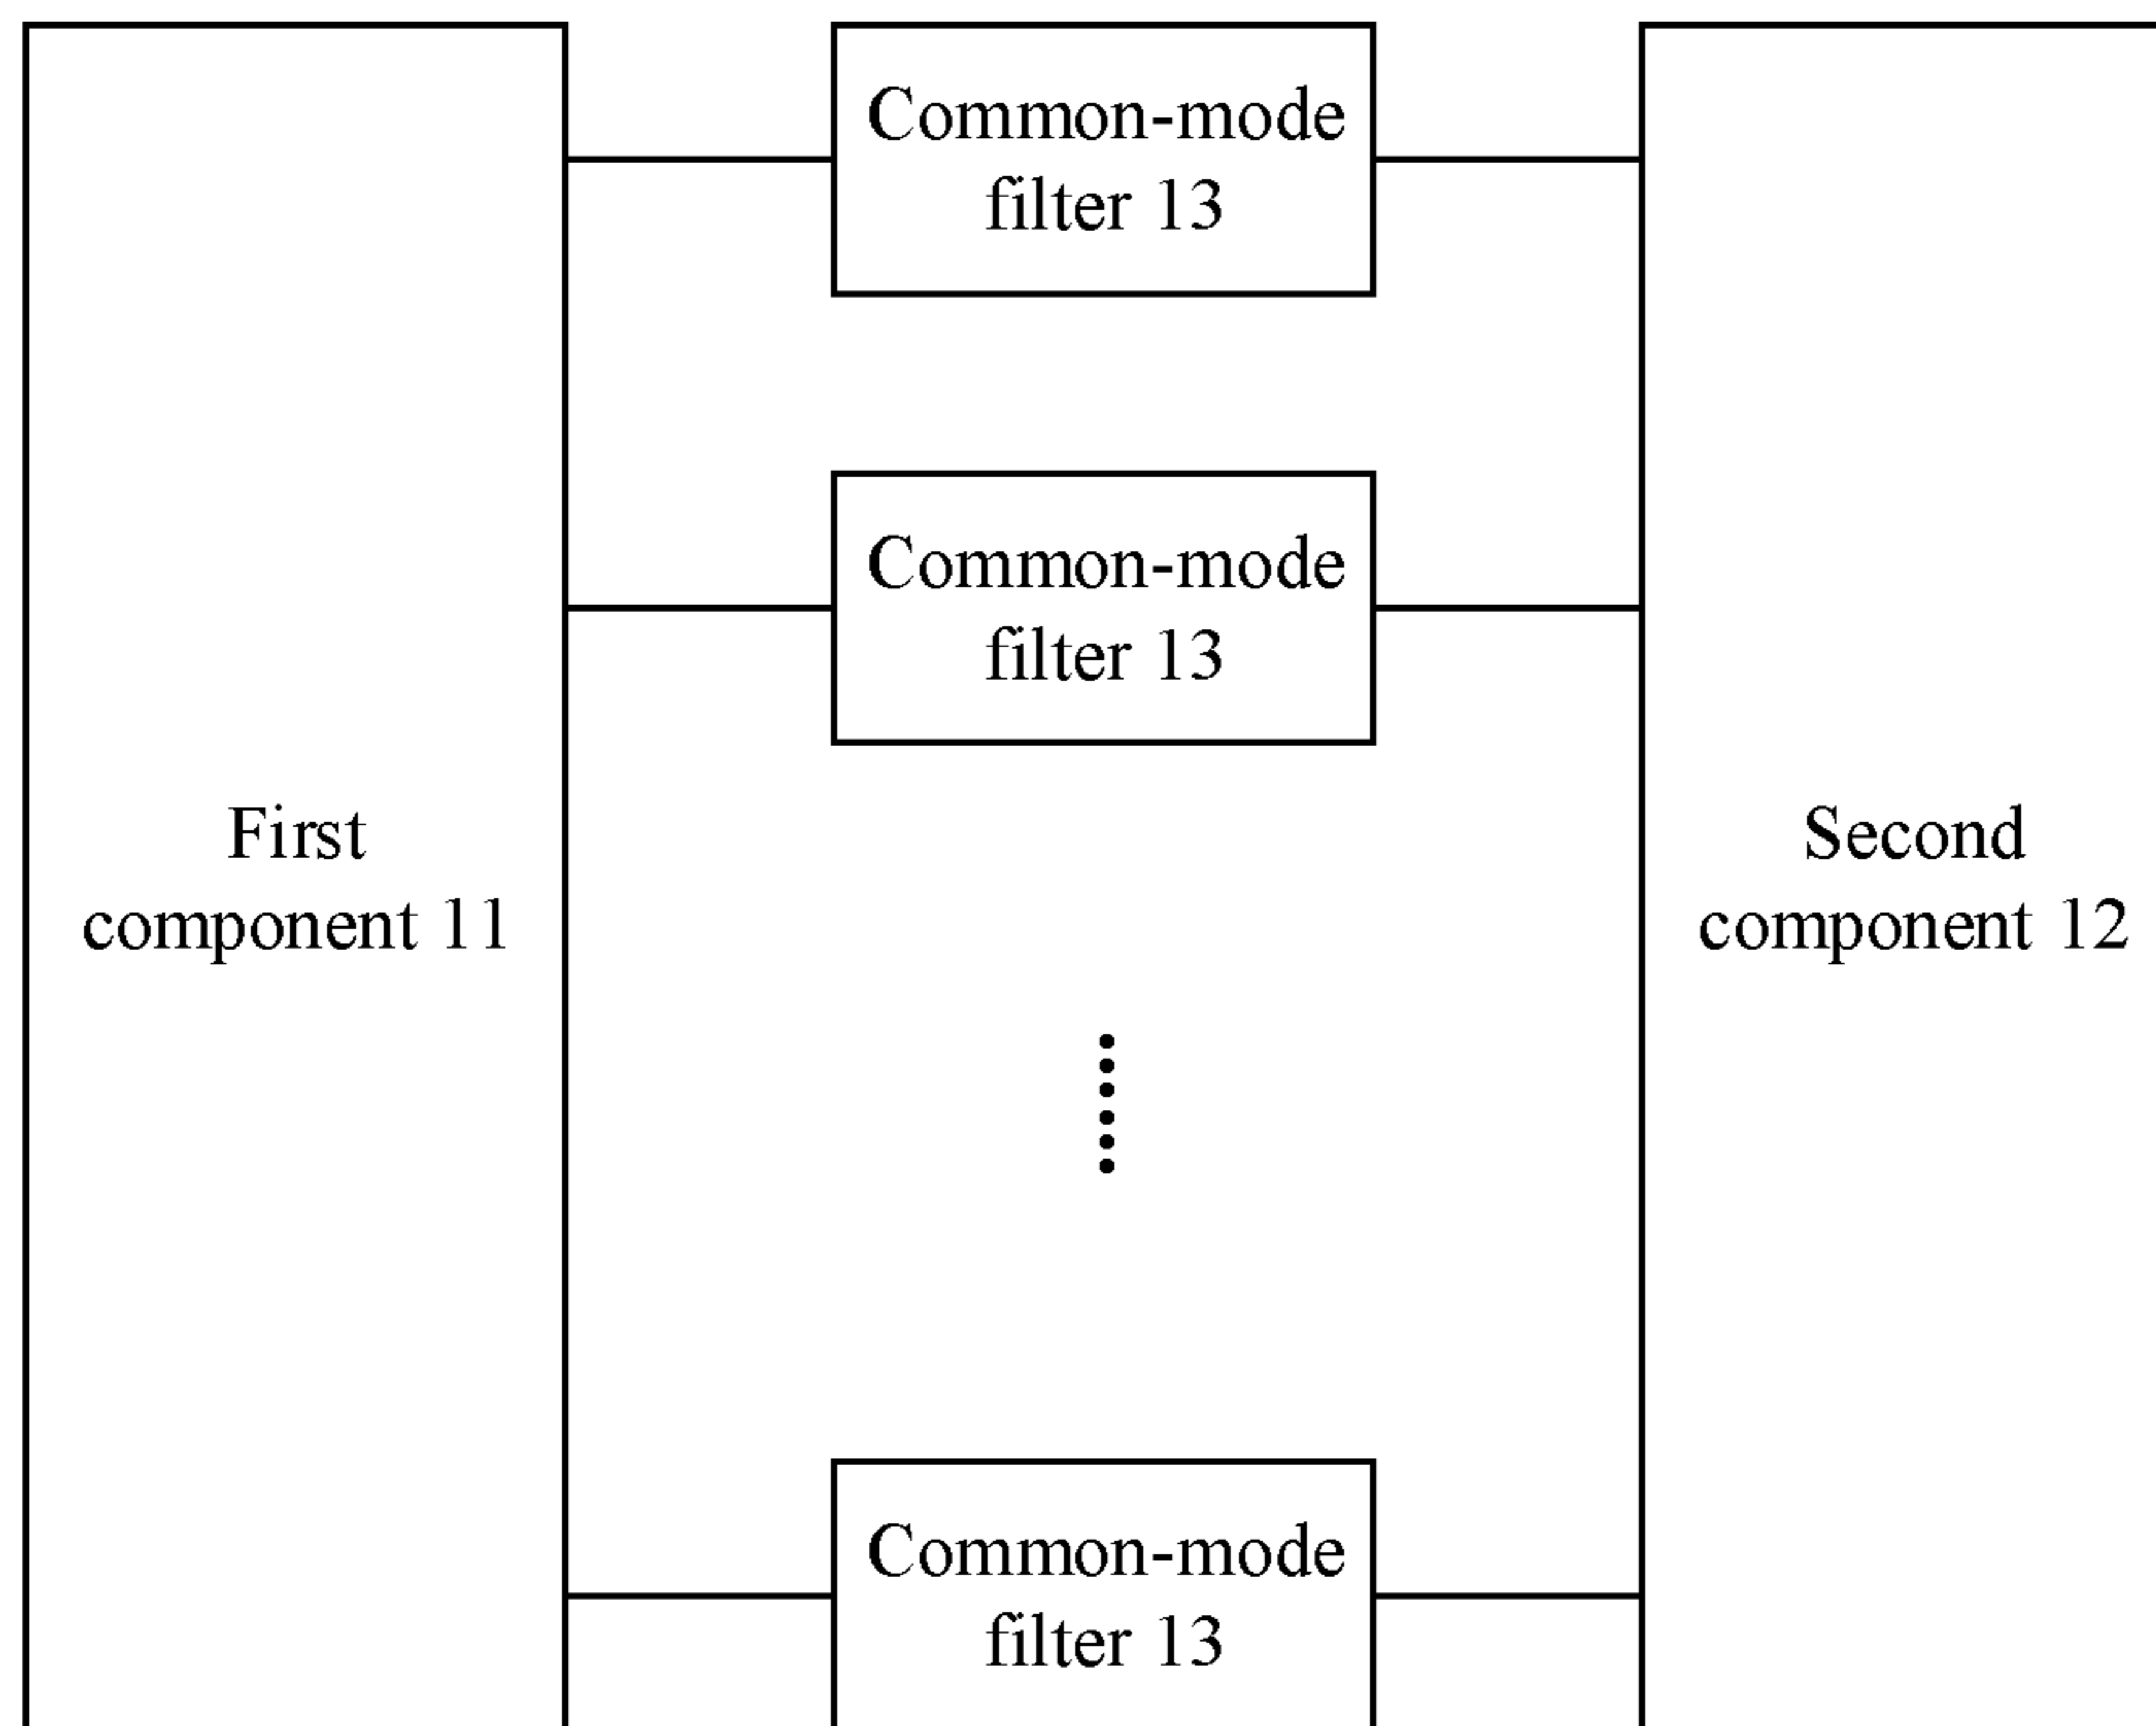 Common-mode
filter 13
Common-mode
filter 13
First
component 11
Second
component 12
Common-mode
filter 13